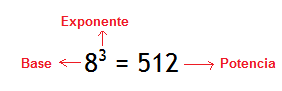 Exponente
Base 8³ = 512 Potencia